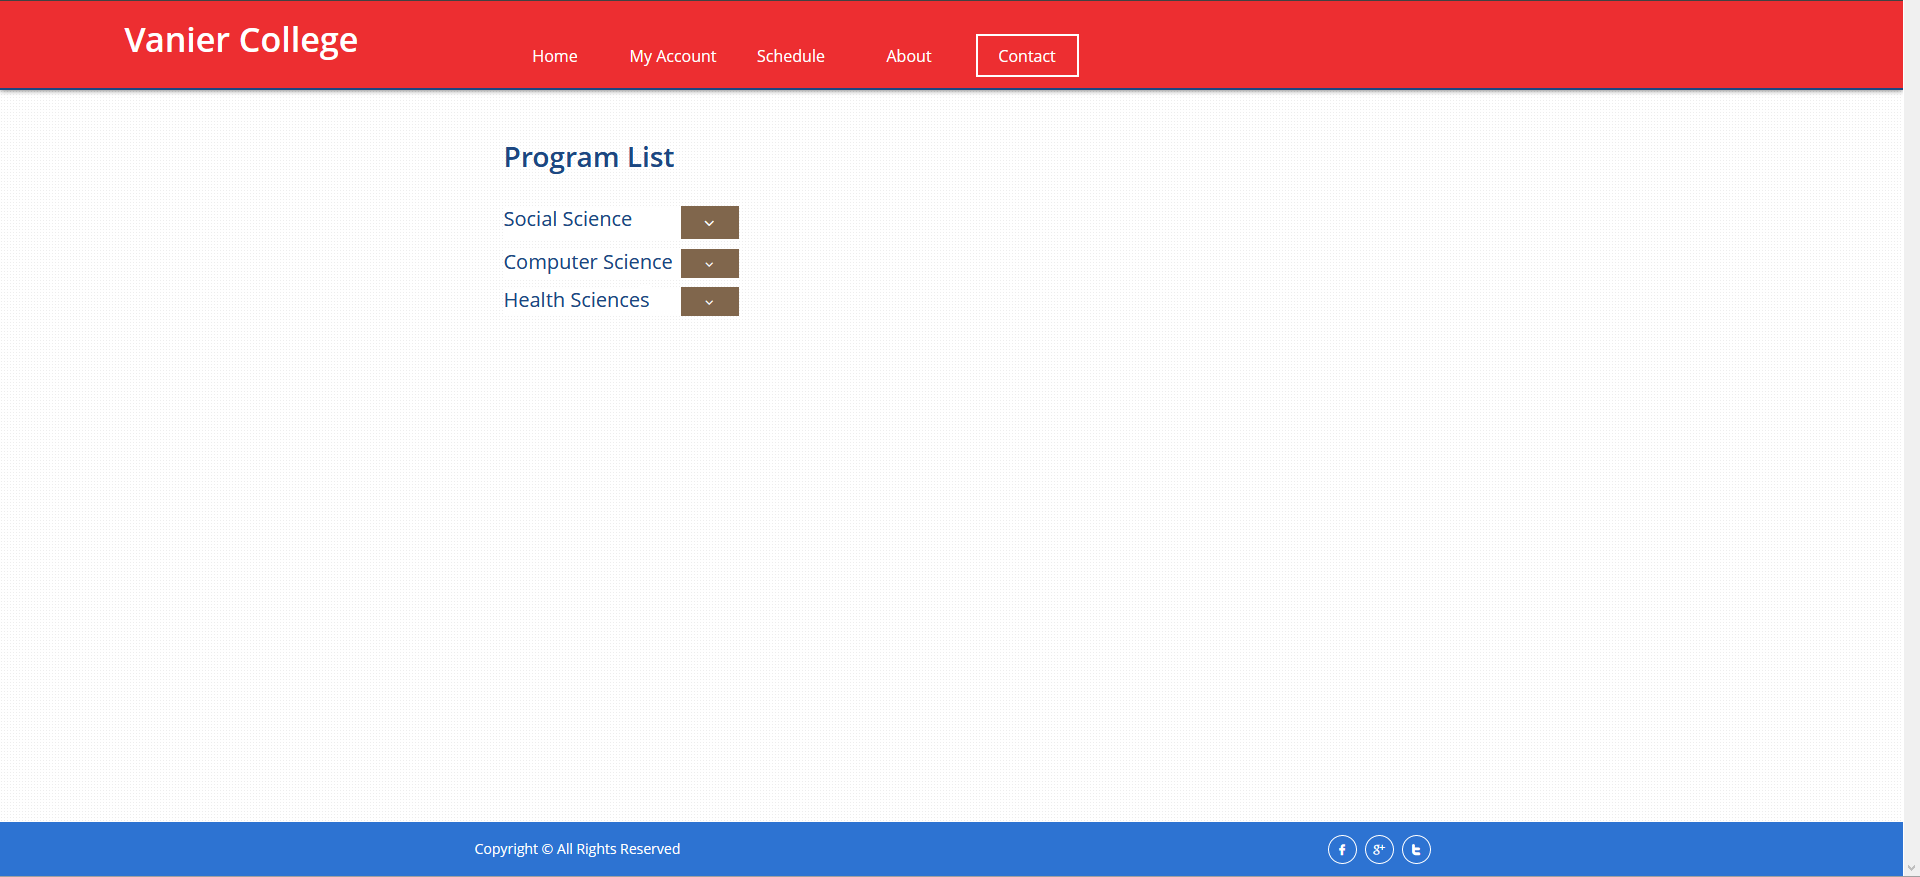 Vanier College
Home My Account Schedule About Contact
Program List
Social Science
Computer Science
Health Sciences
Copyright © All Rights Reserved